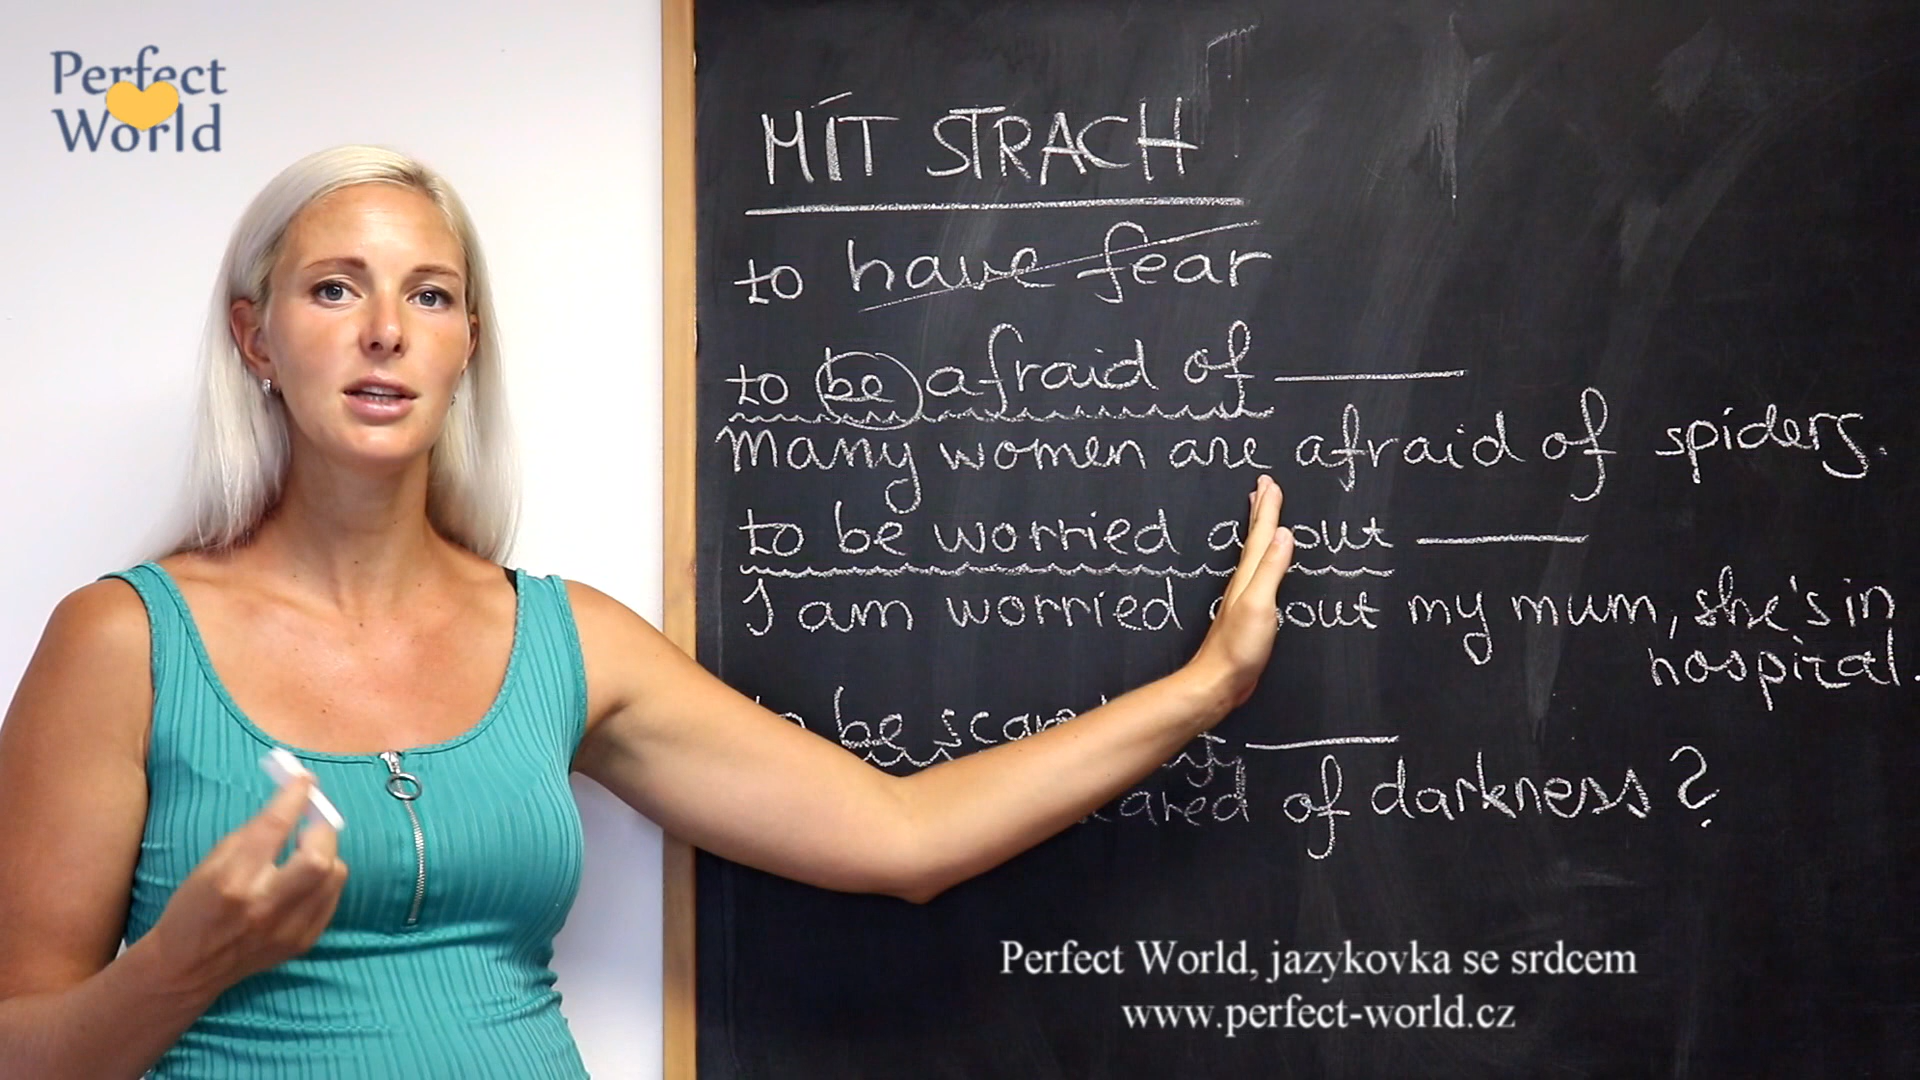 Perfect
World
MÍT STRACH
to have fear
to be afraid of
many women are afraid of spiders.
to be worried about
I am worried about my mum, she's in
hospital.
be
of darkness?
Perfect World, jazykovka se srdcem
www.perfect-world.cz